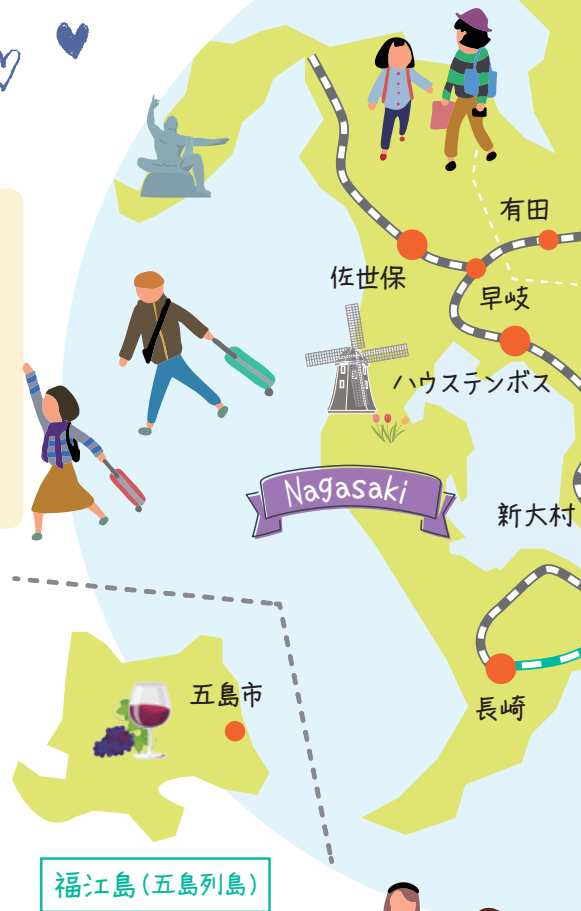 有田
佐世保
早岐
ハウステンボス
Nagasaki
新大村
五島市
長崎
福江島(五島列島)